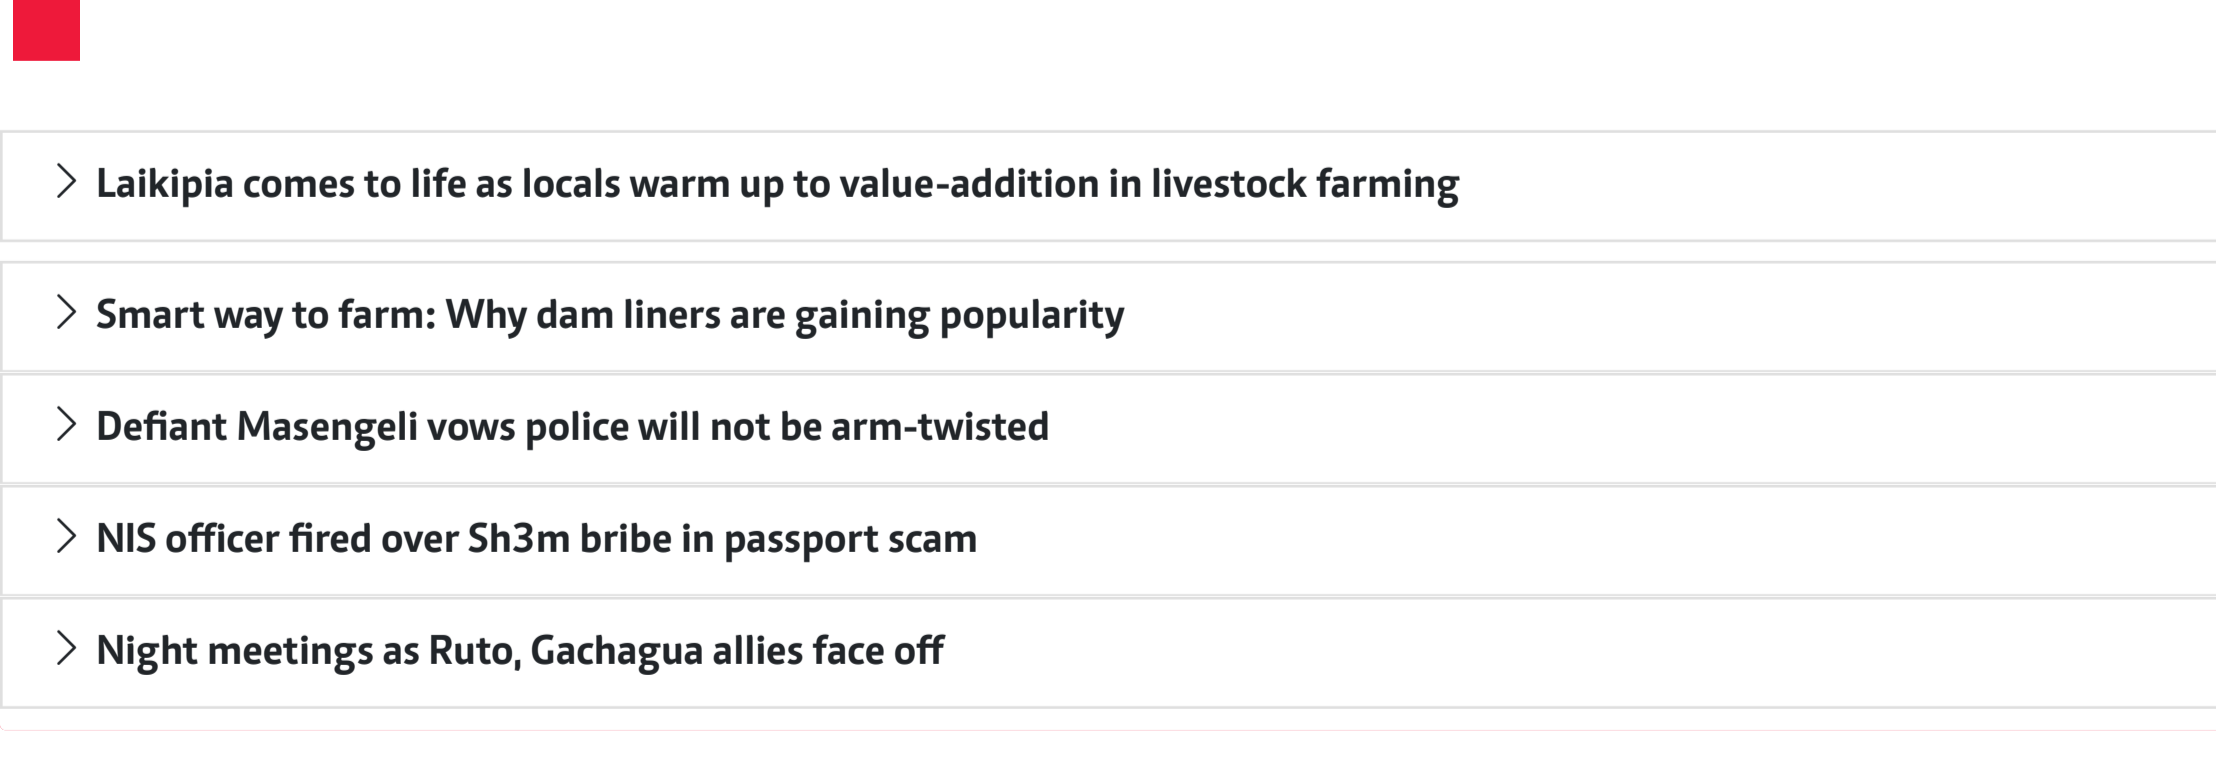 Laikipia comes to life as locals warm up to value-addition in livestock farming
Smart way to farm: Why dam liners are gaining popularity
Defiant Masengeli vows police will not be arm-twisted
NIS officer fired over Sh3m bribe in passport scam
Night meetings as Ruto, Gachagua allies face off